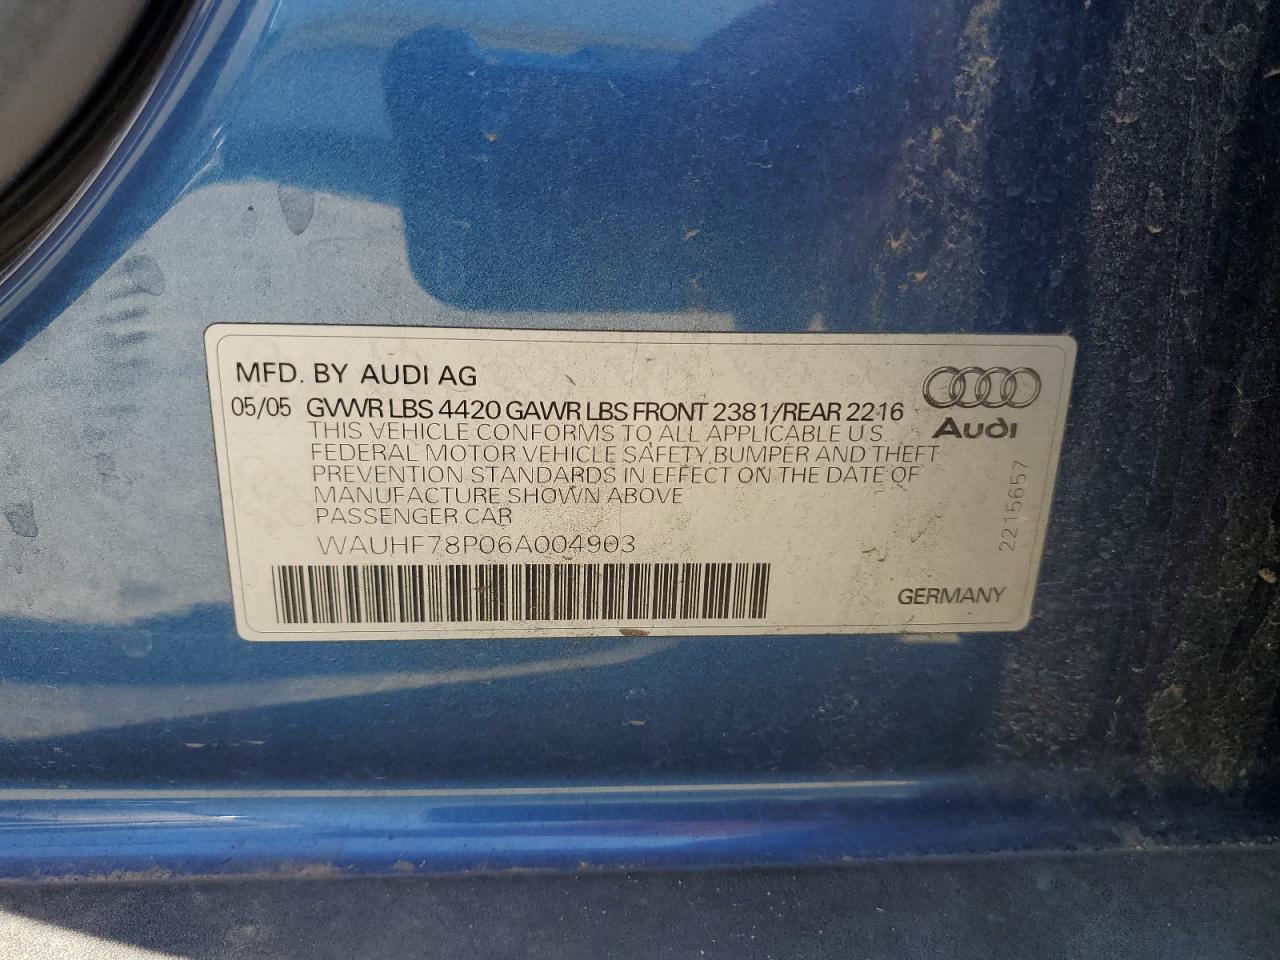 MFD. BY AUDI AG
05/05 GVWR LBS 4420 GAWR LBS FRONT 2381/REAR 2216
THIS VEHICLE CONFORMS TO ALL APPLICABLE U.S.
FEDERAL MOTOR VEHICLE SAFETY, BUMPER AND THEFT
PREVENTION STANDARDS IN EFFECT ON THE DATE OF
MANUFACTURE SHOWN ABOVE
PASSENGER CAR
WAUHF78P06A004903
Audi
2215657
GERMANY